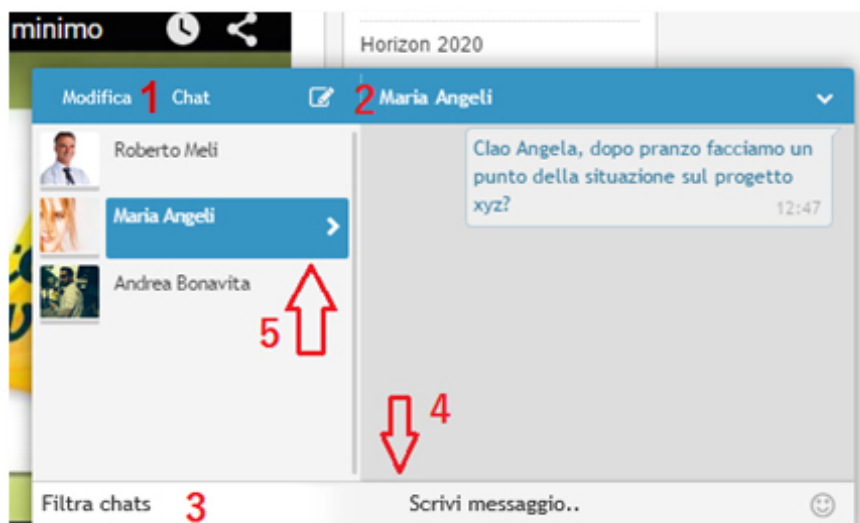 minimo
Horizon 2020
Modifica 1 Chat
2 Maria Angeli
Roberto Meli
Ciao Angela, dopo pranzo facciamo un
punto della situazione sul progetto
xyz?
12:47
Maria Angeli
Andrea Bonavita
5
4
Filtra chats 3
Scrivi messaggio..